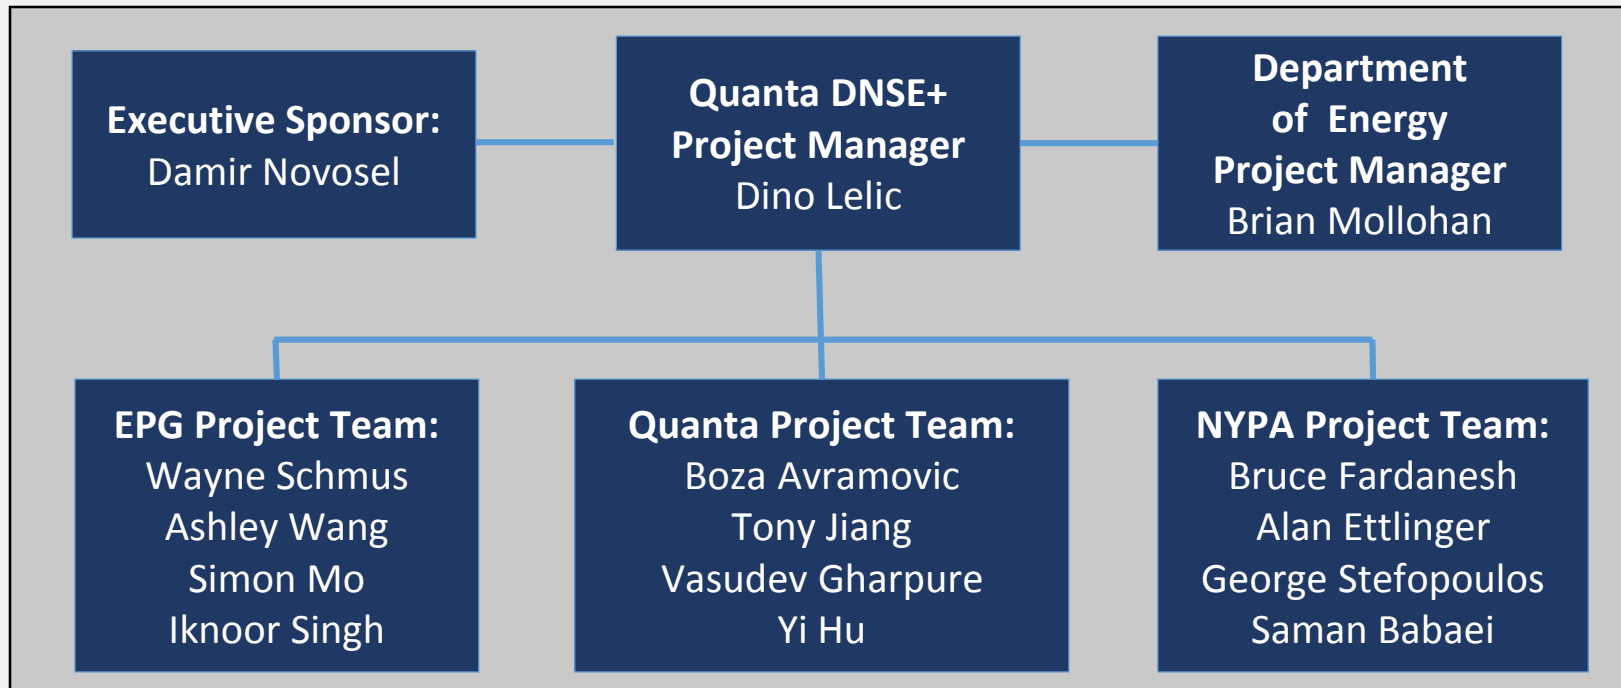 Executive Sponsor:
Damir Novosel
Quanta DNSE+
Project Manager
Dino Lelic
Department
of Energy
Project Manager
Brian Mollohan
EPG Project Team:
Wayne Schmus
Ashley Wang
Simon Mo
Iknoor Singh
Quanta Project Team:
Boza Avramovic
Tony Jiang
Vasudev Gharpure
Yi Hu
NYPA Project Team:
Bruce Fardanesh
Alan Ettlinger
George Stefopoulos
Saman Babaei